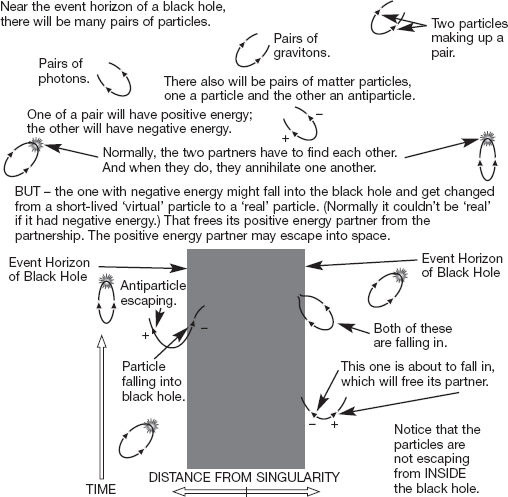 Near the event horizon of a black hole,
there will be many pairs of particles.
Two particles
making up a
pair.
Pairs of
gravitons.
Pairs of
photons.
There also will be pairs of matter particles,
one a particle and the other an antiparticle.
One of a pair will have positive energy;
the other will have negative energy.
−
+
Normally, the two partners have to find each other.
And when they do, they annihilate one another.
BUT – the one with negative energy might fall into the black hole and get changed
from a short-lived ‘virtual’ particle to a ‘real’ particle. (Normally it couldn’t be ‘real’
if it had negative energy.) That frees its positive energy partner from the
partnership. The positive energy partner may escape into space.
Event Horizon
of Black Hole
Event Horizon
of Black Hole
Antiparticle
escaping.
+
−
Both of these
are falling in.
Particle
falling into
black hole.
This one is about to fall in,
which will free its partner.
− +
Notice that the
particles are
not escaping
from INSIDE
the black hole.
DISTANCE FROM SINGULARITY
TIME